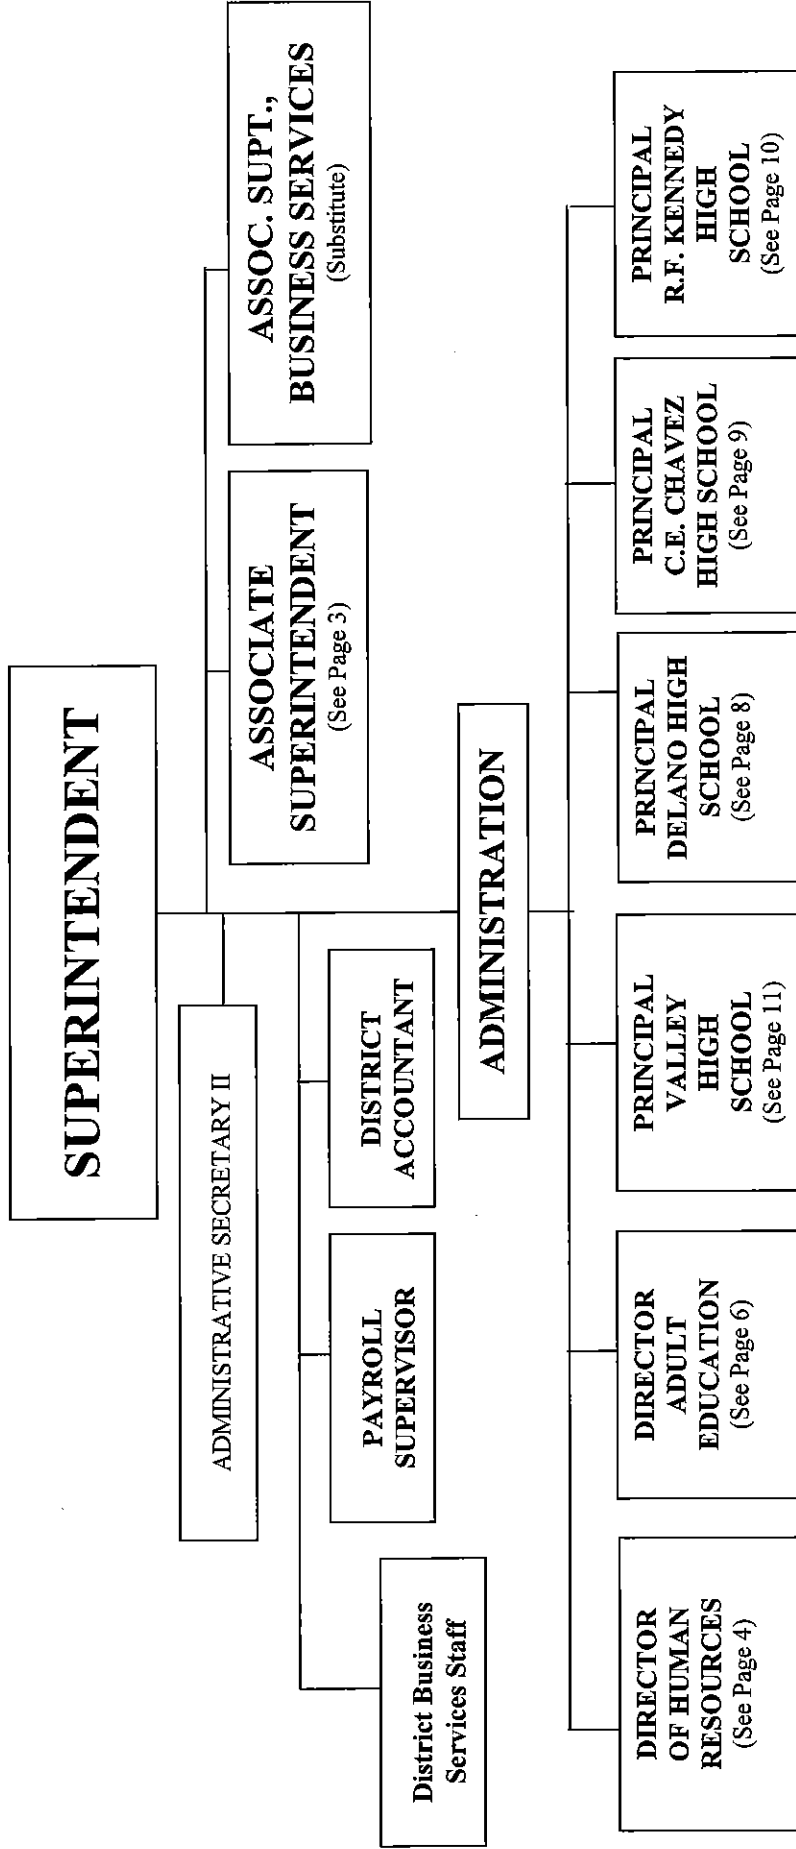 SUPERINTENDENT
ADMINISTRATIVE SECRETARY II
ASSOCIATE
SUPERINTENDENT
(See Page 3)
ASSOC. SUPT.,
BUSINESS SERVICES
(Substitute)
District Business
Services Staff
PAYROLL
SUPERVISOR
DISTRICT
ACCOUNTANT
ADMINISTRATION
DIRECTOR
OF HUMAN
RESOURCES
(See Page 4)
DIRECTOR
ADULT
EDUCATION
(See Page 6)
PRINCIPAL
VALLEY
HIGH
SCHOOL
(See Page 11)
PRINCIPAL
DELANO HIGH
SCHOOL
(See Page 8)
PRINCIPAL
C.E. CHAVEZ
HIGH SCHOOL
(See Page 9)
PRINCIPAL
R.F. KENNEDY
HIGH
SCHOOL
(See Page 10)